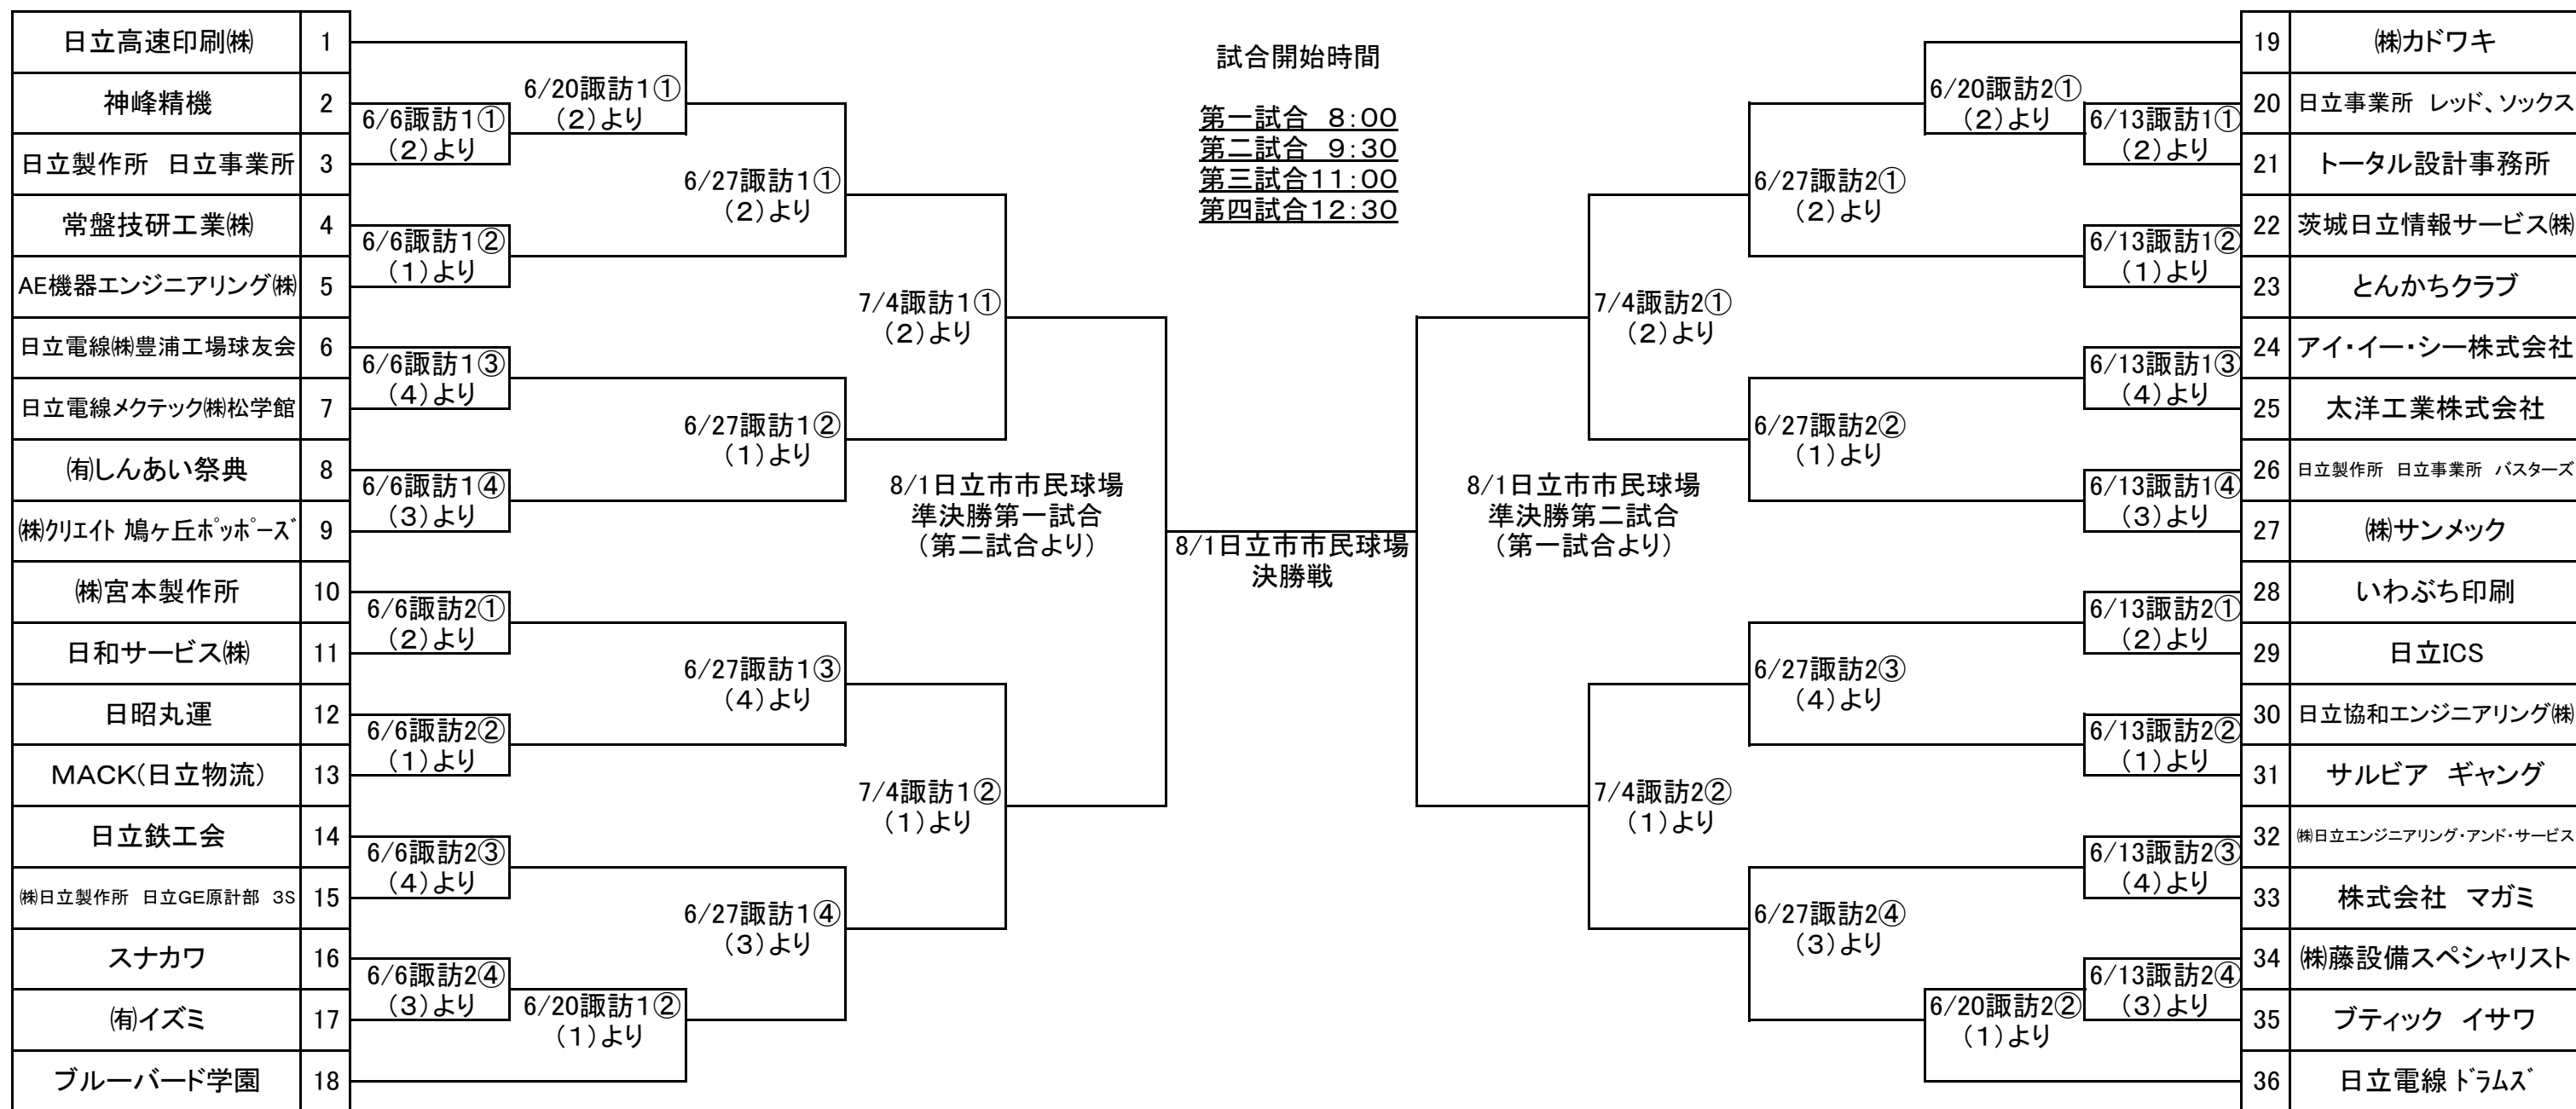 日立高速印刷㈱ 1
神峰精機 2
日立製作所　日立事業所 3
常盤技研工業㈱ 4
AE機器エンジニアリング㈱ 5
日立電線㈱豊浦工場球友会 6
日立電線メクテック㈱松学館 7
㈲しんあい祭典 8
㈱クリエイト 鳩ヶ丘ポッポーズ 9
㈱宮本製作所 10
日和サービス㈱ 11
日昭丸運 12
MACK(日立物流) 13
日立鉄工会 14
㈱日立製作所　日立GE原計部　3S 15
スナカワ 16
㈲イズミ 17
ブルーバード学園 18
6/6諏訪1①
(2)より
6/6諏訪1②
(1)より
6/6諏訪1③
(4)より
6/6諏訪1④
(3)より
6/6諏訪2①
(2)より
6/6諏訪2②
(1)より
6/6諏訪2③
(4)より
6/6諏訪2④
(3)より
6/20諏訪1①
(2)より
6/20諏訪1②
(1)より
6/27諏訪1①
(2)より
6/27諏訪1②
(1)より
6/27諏訪1③
(4)より
6/27諏訪1④
(3)より
7/4諏訪1①
(2)より
7/4諏訪1②
(1)より
8/1日立市市民球場
準決勝第一試合
(第二試合より)
試合開始時間
第一試合　8:00
第二試合　9:30
第三試合11:00
第四試合12:30
8/1日立市市民球場
決勝戦
8/1日立市市民球場
準決勝第二試合
(第一試合より)
7/4諏訪2①
(2)より
7/4諏訪2②
(1)より
6/27諏訪2①
(2)より
6/27諏訪2②
(1)より
6/27諏訪2③
(4)より
6/27諏訪2④
(3)より
6/20諏訪2①
(2)より
6/20諏訪2②
(1)より
6/13諏訪1①
(2)より
6/13諏訪1②
(1)より
6/13諏訪1③
(4)より
6/13諏訪1④
(3)より
6/13諏訪2①
(2)より
6/13諏訪2②
(1)より
6/13諏訪2③
(4)より
6/13諏訪2④
(3)より
19 ㈱カドワキ
20 日立事業所　レッド、ソックス
21 トータル設計事務所
22 茨城日立情報サービス㈱
23 とんかちクラブ
24 アイ・イー・シー株式会社
25 太洋工業株式会社
26 日立製作所　日立事業所　バスターズ
27 ㈱サンメック
28 いわぶち印刷
29 日立ICS
30 日立協和エンジニアリング㈱
31 サルビア　ギャング
32 ㈱日立エンジニアリング・アンド・サービス
33 株式会社　マガミ
34 ㈱藤設備スペシャリスト
35 ブティック　イサワ
36 日立電線ドラムズ